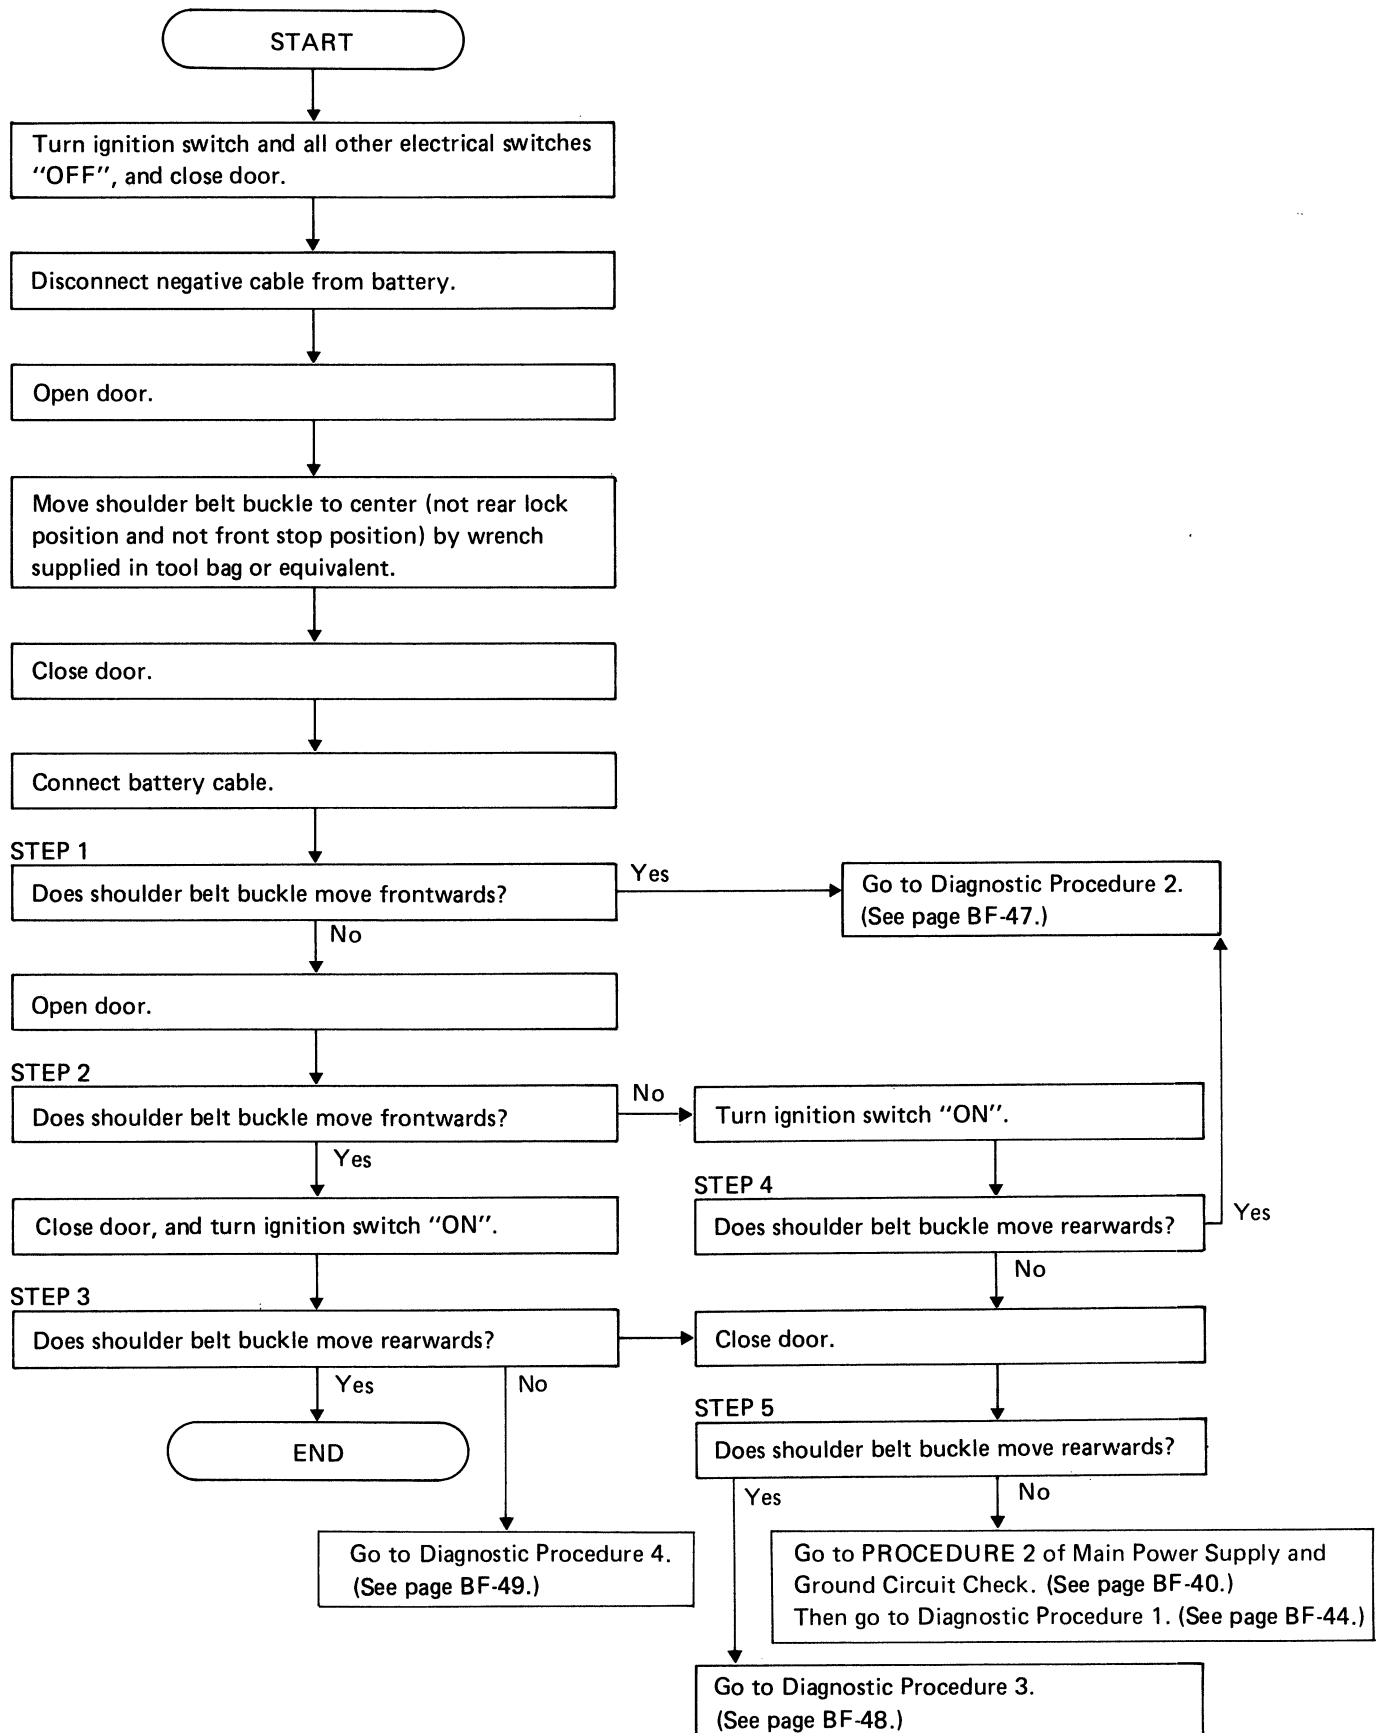 START
Turn ignition switch and all other electrical switches
“OFF”, and close door.
Disconnect negative cable from battery.
Open door.
Move shoulder belt buckle to center (not rear lock
position and not front stop position) by wrench
supplied in tool bag or equivalent.
Close door.
Connect battery cable.
STEP 1
Does shoulder belt buckle move frontwards?
Yes
Go to Diagnostic Procedure 2.
(See page BF-47.)
No
Open door.
STEP 2
Does shoulder belt buckle move frontwards?
No
Turn ignition switch “ON”.
Yes
STEP 4
Close door, and turn ignition switch “ON”.
Does shoulder belt buckle move rearwards?
Yes
No
STEP 3
Does shoulder belt buckle move rearwards?
Close door.
Yes
No
STEP 5
END
Does shoulder belt buckle move rearwards?
Yes
No
Go to Diagnostic Procedure 4.
(See page BF-49.)
Go to PROCEDURE 2 of Main Power Supply and
Ground Circuit Check. (See page BF-40.)
Then go to Diagnostic Procedure 1. (See page BF-44.)
Go to Diagnostic Procedure 3.
(See page BF-48.)